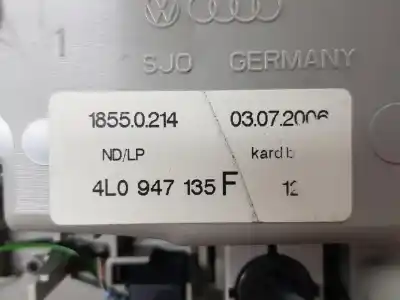 1
SJO GERMANY
1855.0.214 03.07.2006
ND/LP kard b
4L0 947 135 F 12